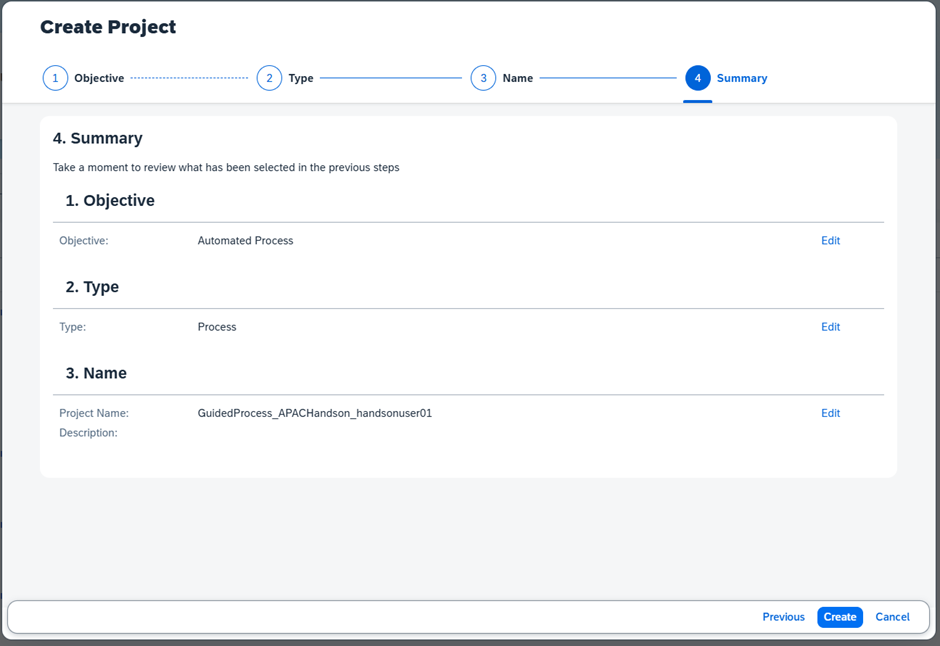 Create Project
1 Objective 2 Type 3 Name 4 Summary
4. Summary
Take a moment to review what has been selected in the previous steps
1. Objective
Objective: Automated Process Edit
2. Type
Type: Process Edit
3. Name
Project Name: GuidedProcess_APACHandson_handsonuser01 Edit
Description:
Previous Create Cancel